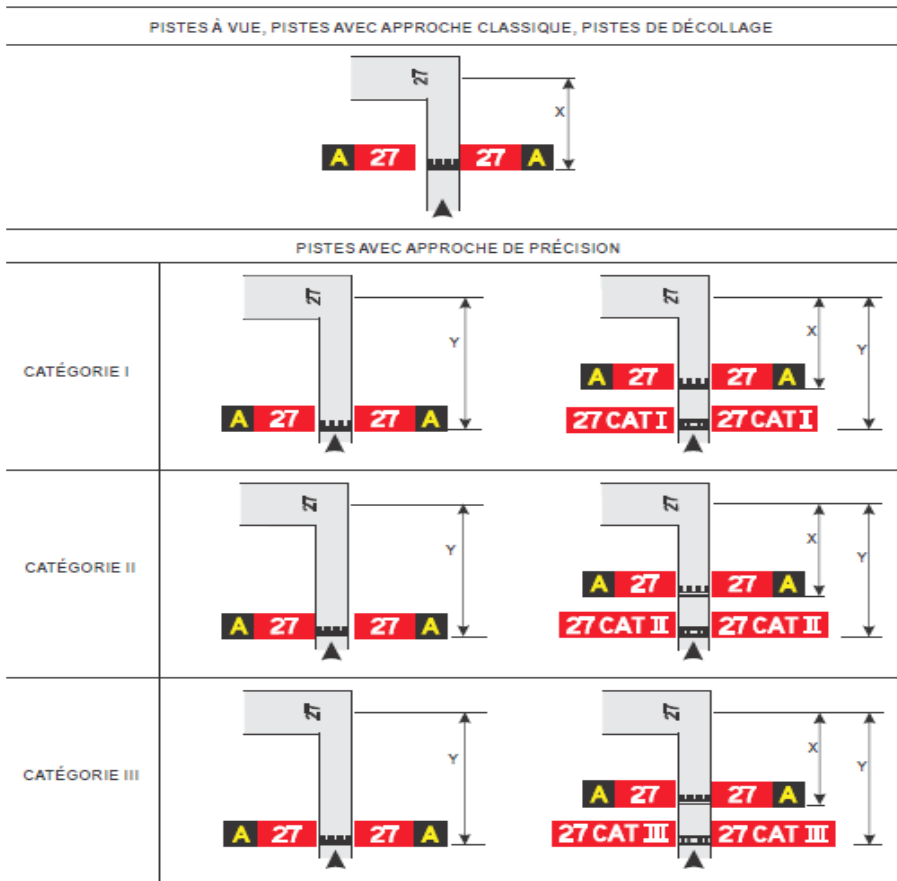 PISTES À VUE, PISTES AVEC APPROCHE CLASSIQUE, PISTES DE DÉCOLLAGE
27
X
A 27 27 A
PISTES AVEC APPROCHE DE PRÉCISION
CATÉGORIE I
27
Y
A 27 27 A
27
X
Y
A 27 27 A
27 CAT I 27 CAT I
CATÉGORIE II
27
Y
A 27 27 A
27
X
Y
A 27 27 A
27 CAT II 27 CAT II
CATÉGORIE III
27
Y
A 27 27 A
27
X
Y
A 27 27 A
27 CAT III 27 CAT III